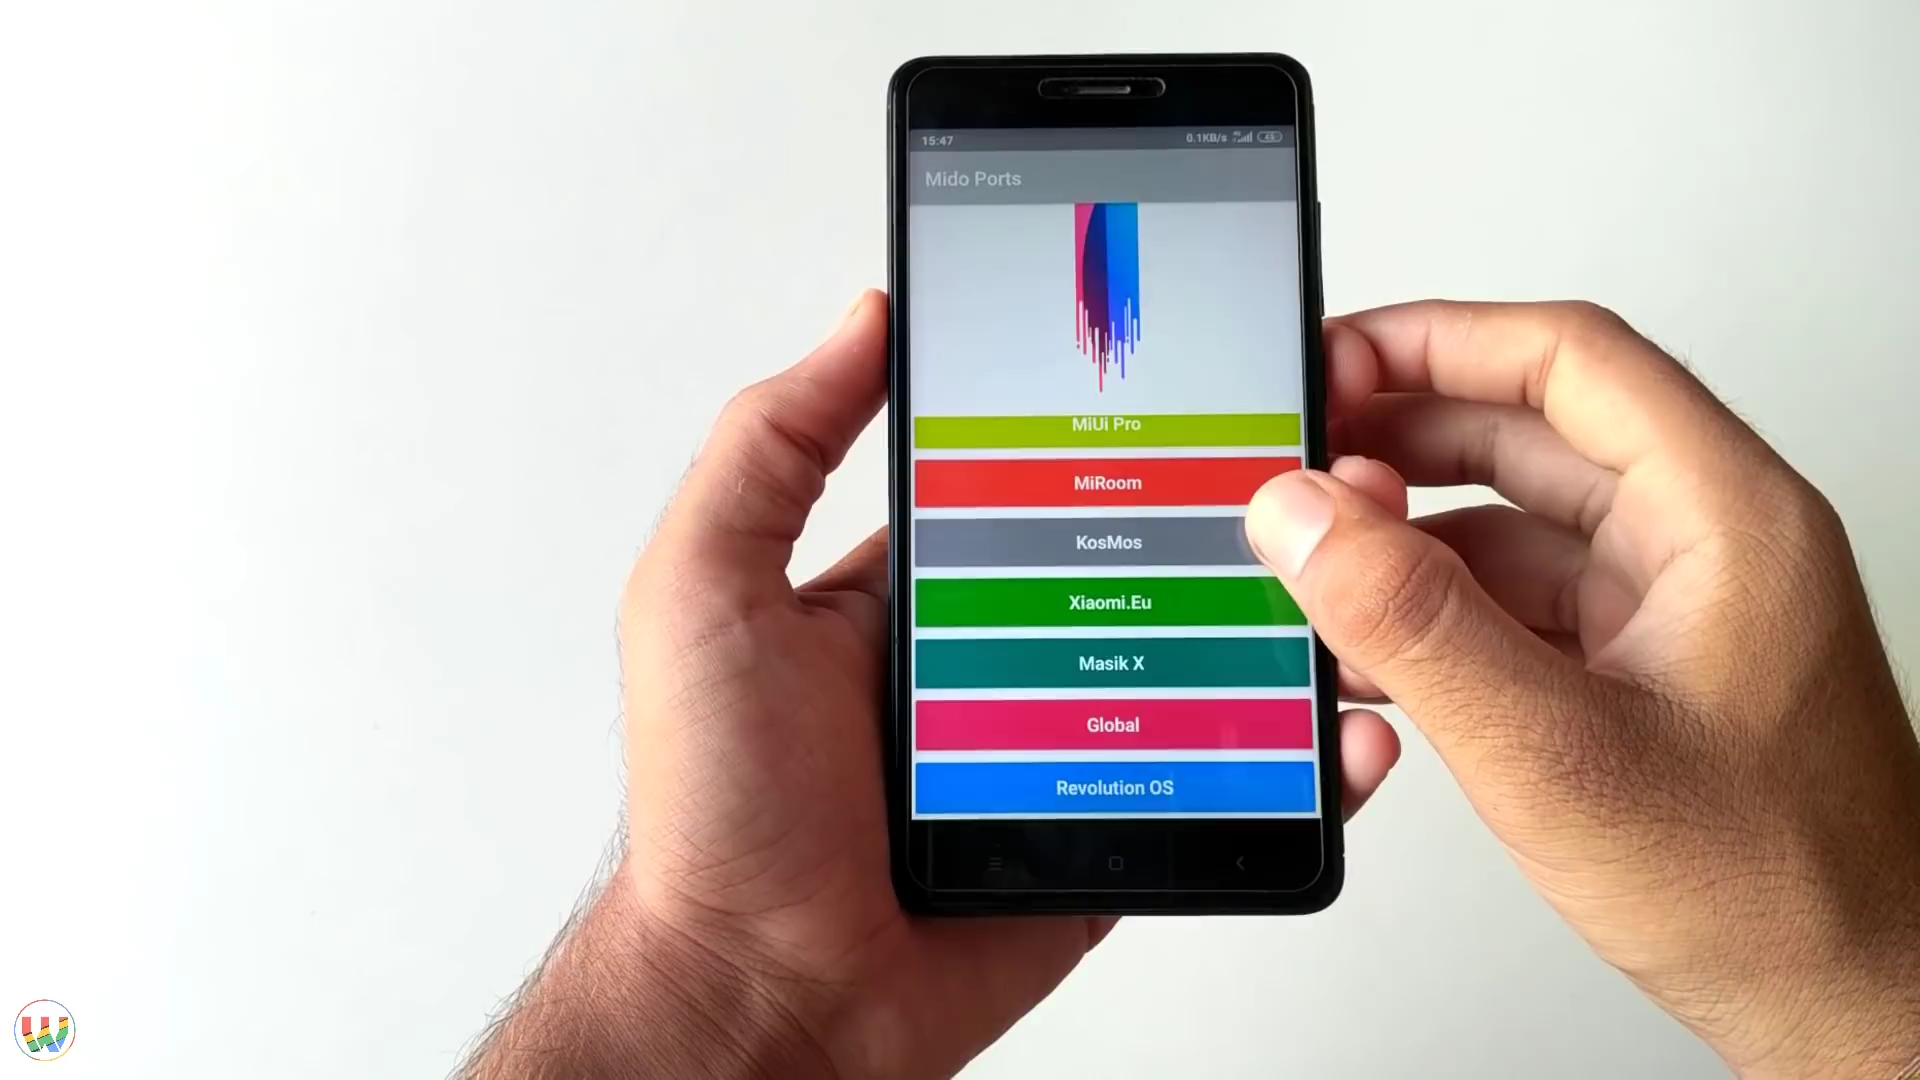 15:47
0.1KB/s
Mido Ports
MiUi Pro
MiRoom
KosMos
Xiaomi.Eu
Masik X
Global
Revolution OS